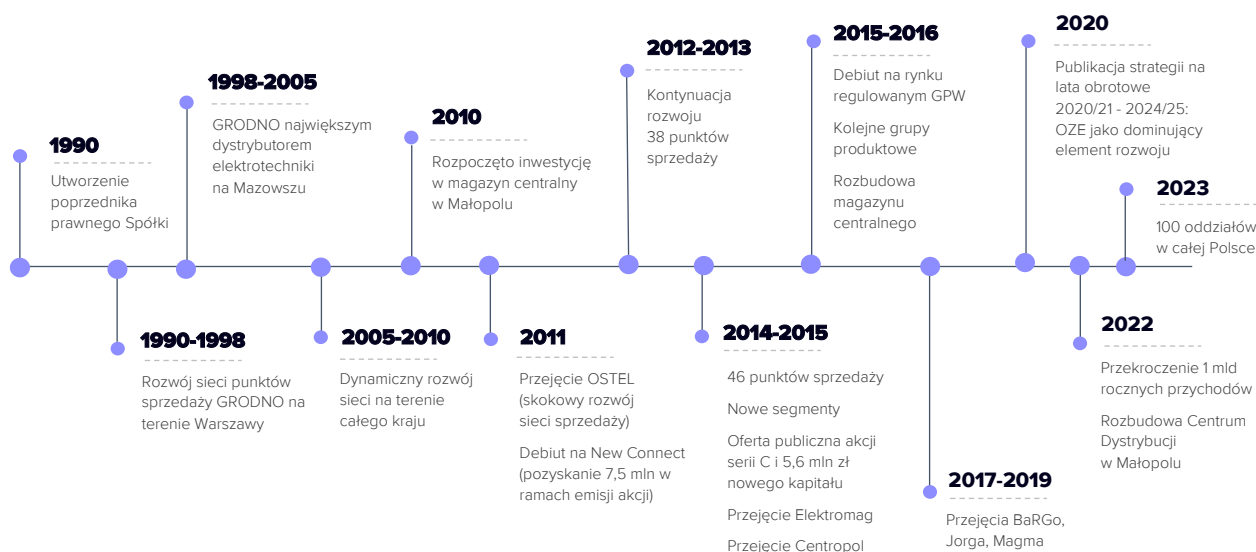 1990
Utworzenie
poprzednika
prawnego Spółki
1990-1998
Rozwój sieci punktów
sprzedaży GRODNO na
terenie Warszawy
1998-2005
GRODNO największym
dystrybutorem
elektrotechniki
na Mazowszu
2005-2010
Dynamiczny rozwój
sieci na terenie
całego kraju
2010
Rozpoczęto inwestycję
w magazyn centralny
w Małopolu
2011
Przejęcie OSTEL
(skokowy rozwój
sieci sprzedaży)
Debiut na New Connect
(pozyskanie 7,5 mln w
ramach emisji akcji)
2012-2013
Kontynuacja
rozwoju
38 punktów
sprzedaży
2014-2015
46 punktów sprzedaży
Nowe segmenty
Oferta publiczna akcji
serii C i 5,6 mln zł
nowego kapitału
Przejęcie Elektromag
Przejęcie Centropol
2015-2016
Debiut na rynku
regulowanym GPW
Kolejne grupy
produktowe
Rozbudowa
magazynu
centralnego
2017-2019
Przejęcia BaRGo,
Jorga, Magma
2020
Publikacja strategii na
lata obrotowe
2020/21 - 2024/25:
OZE jako dominujący
element rozwoju
2022
Przekroczenie 1 mld
rocznych przychodów
Rozbudowa Centrum
Dystrybucji
w Małopolu
2023
100 oddziałów
w całej Polsce